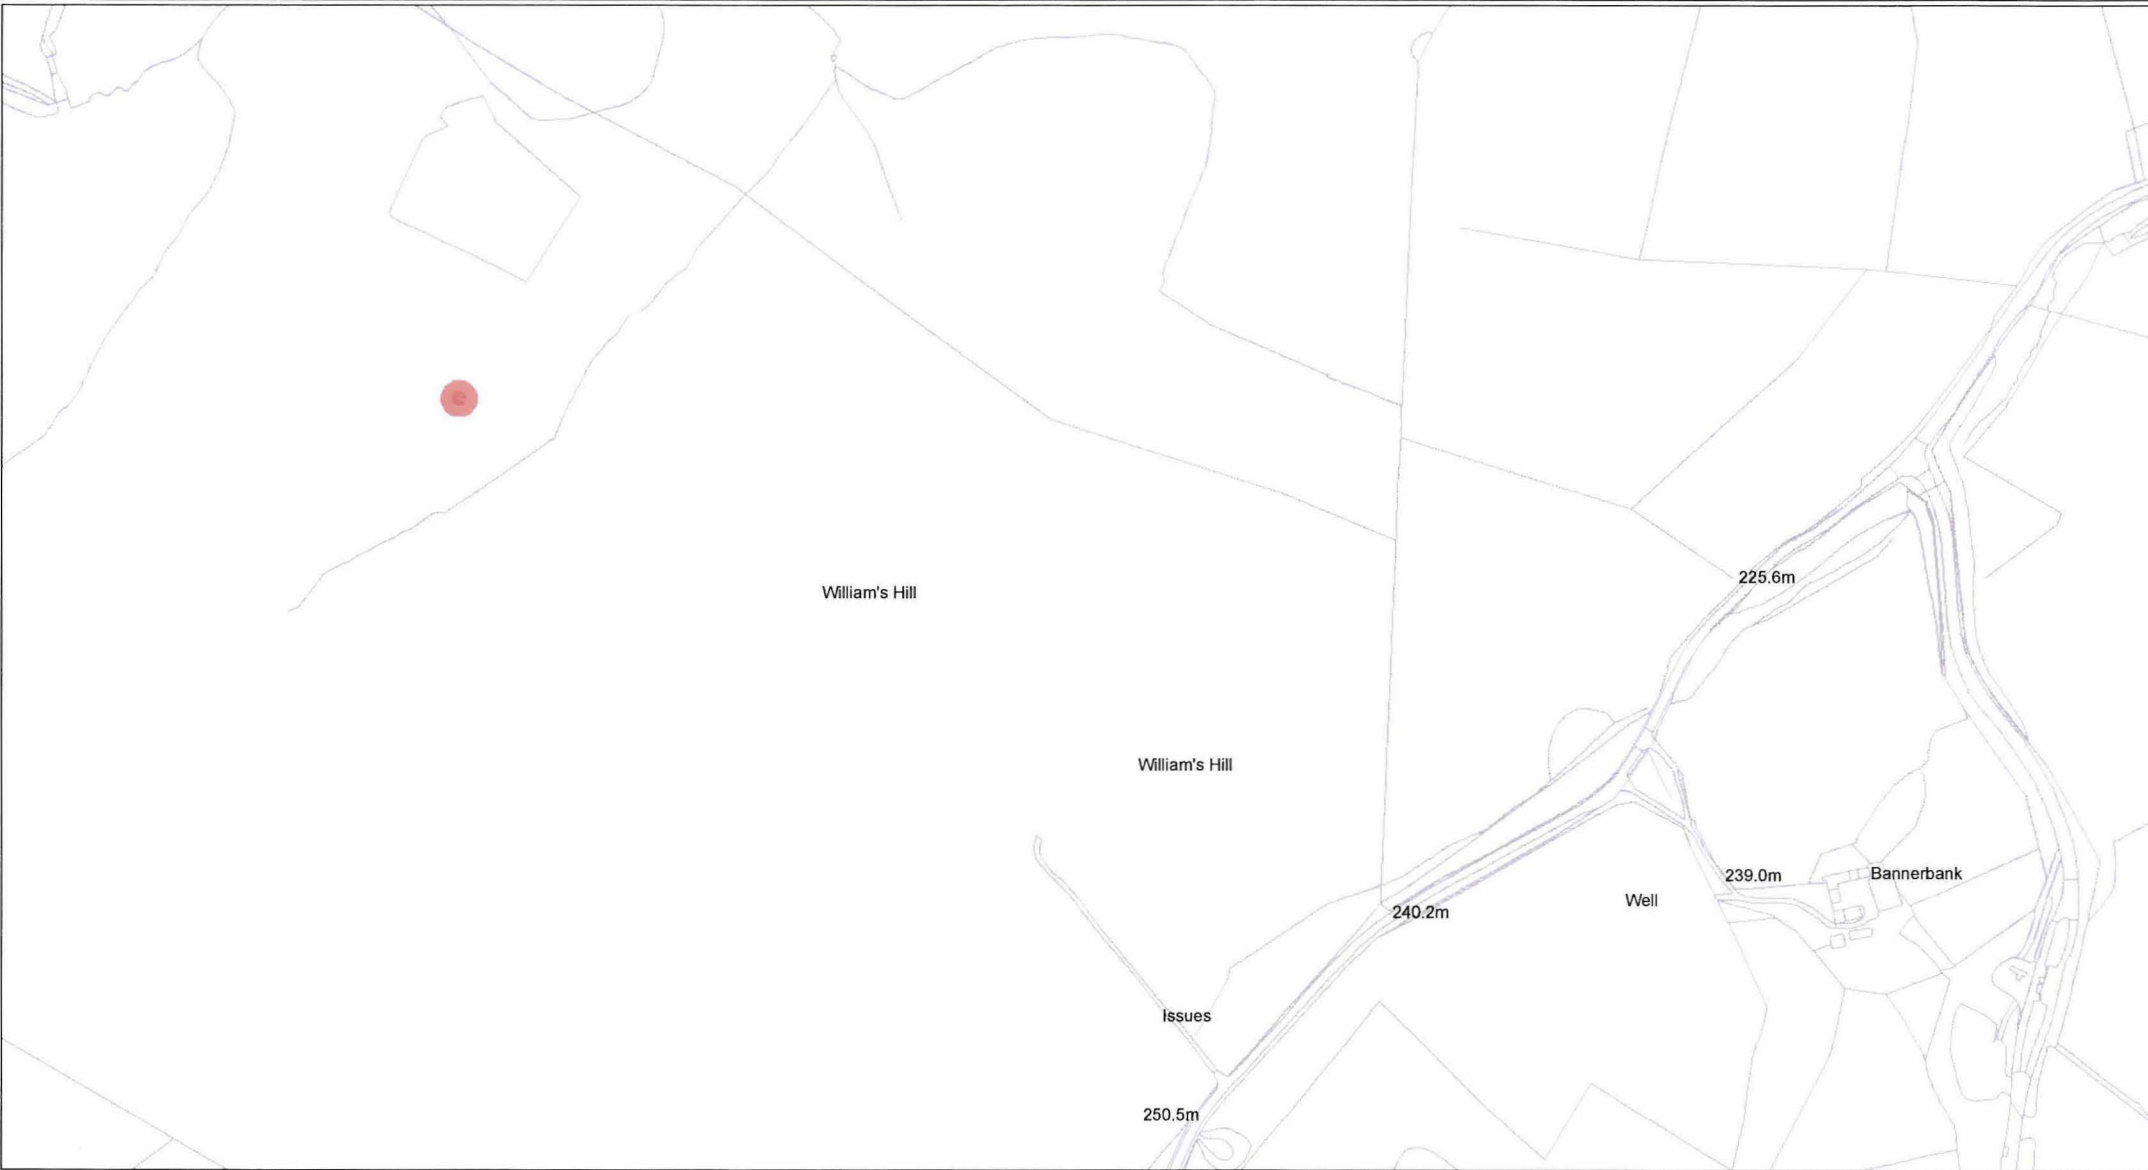 225.6m
William's Hill
William's Hill
239.0m
Bannerbank
Well
240.2m
Issues
250.5m